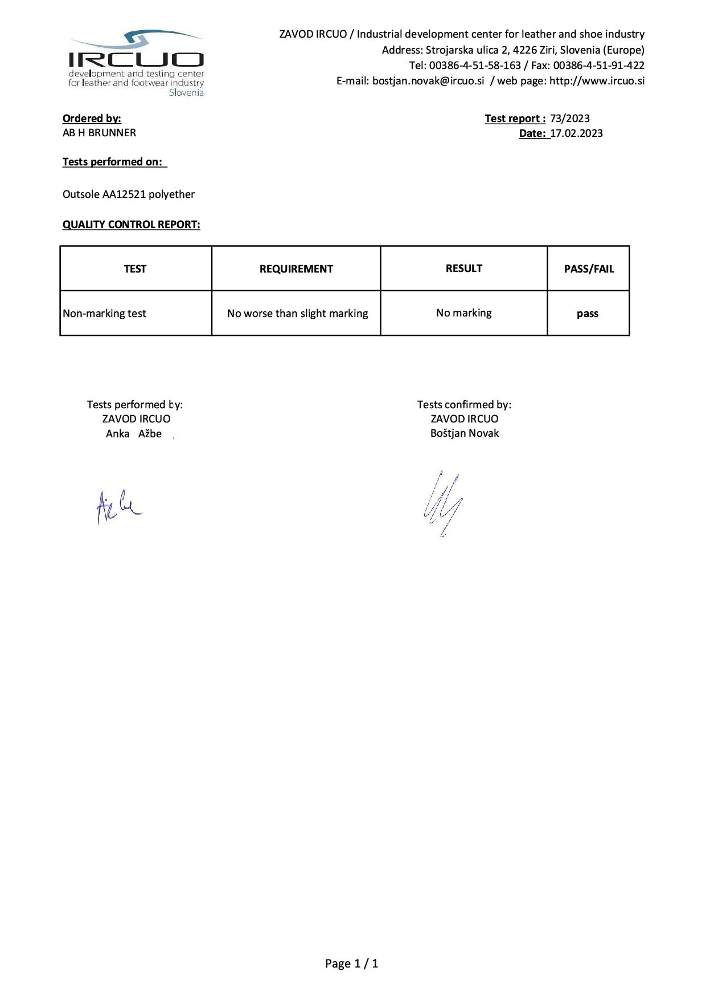 IRCUO
development and testing center
for leather and footwear industry
Slovenia
ZAVOD IRCUO / Industrial development center for leather and shoe industry
Address: Strojarska ulica 2, 4226 Ziri, Slovenia (Europe)
Tel: 00386-4-51-58-163 / Fax: 00386-4-51-91-422
E-mail: bostjan.novak@ircuo.si / web page: http://www.ircuo.si
Ordered by:
AB H BRUNNER
Test report : 73/2023
Date: 17.02.2023
Tests performed on:
Outsole AA12521 polyether
QUALITY CONTROL REPORT:
TEST REQUIREMENT RESULT PASS/FAIL
Non-marking test No worse than slight marking No marking pass
Tests performed by:
ZAVOD IRCUO
Anka Ažbe
Tests confirmed by:
ZAVOD IRCUO
Boštjan Novak
Page 1 / 1